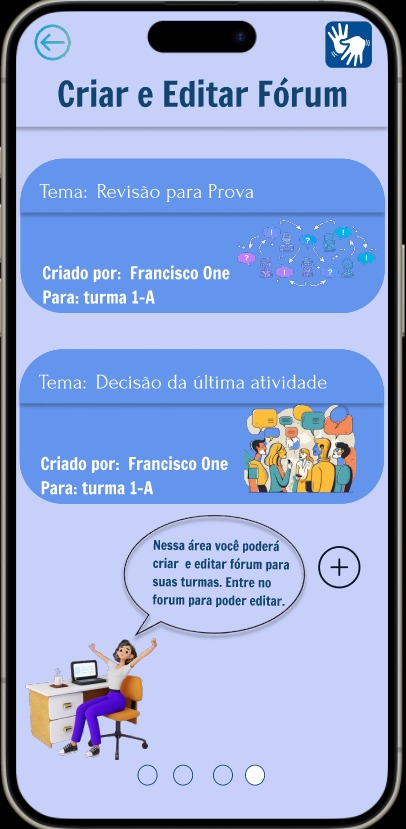 Criar e Editar Fórum
Tema: Revisão para Prova
Criado por: Francisco One
Para: turma 1-A
Tema: Decisão da última atividade
Criado por: Francisco One
Para: turma 1-A
Nessa área você poderá
criar e editar fórum para
suas turmas. Entre no
forum para poder editar.